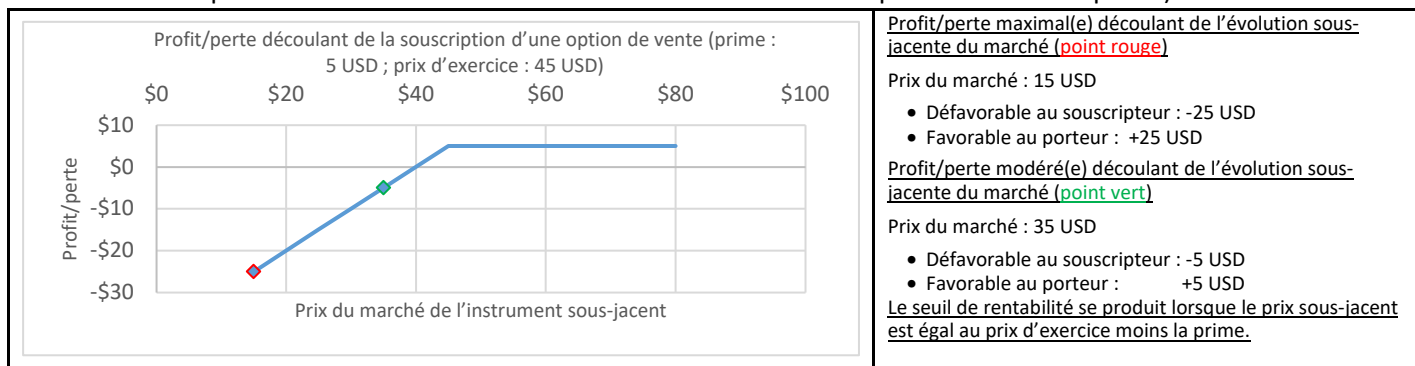 Profit/perte découlant de la souscription d'une option de vente (prime :
5 USD ; prix d'exercice : 45 USD)
$0 $20 $40 $60 $80 $100
$10
$0
-$10
-$20
-$30
Profit/perte
Prix du marché de l'instrument sous-jacent
Profit/perte maximal(e) découlant de l'évolution sous-
jacente du marché (point rouge)
Prix du marché : 15 USD
• Défavorable au souscripteur : -25 USD
• Favorable au porteur : +25 USD
Profit/perte modéré(e) découlant de l'évolution sous-
jacente du marché (point vert)
Prix du marché : 35 USD
• Défavorable au souscripteur : -5 USD
• Favorable au porteur : +5 USD
Le seuil de rentabilité se produit lorsque le prix sous-jacent
est égal au prix d'exercice moins la prime.